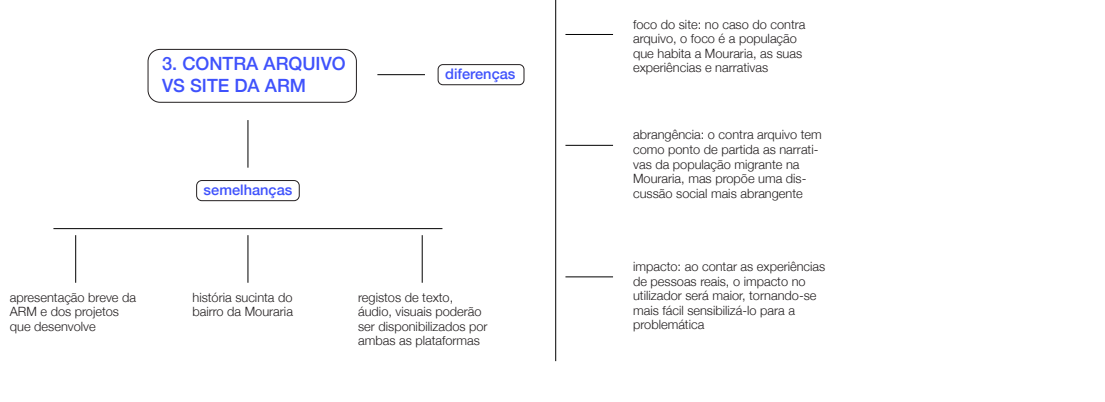 3. CONTRA ARQUIVO
VS SITE DA ARM
diferenças
foco do site: no caso do contra
arquivo, o foco é a população
que habita a Mouraria, as suas
experiências e narrativas
abrangência: o contra arquivo tem
como ponto de partida as narrati-
vas da população migrante na
Mouraria, mas propõe uma dis-
cussão social mais abrangente
impacto: ao contar as experiências
de pessoas reais, o impacto no
utilizador será maior, tornando-se
mais fácil sensibilizá-lo para a
problemática
semelhanças
apresentação breve da
ARM e dos projetos
que desenvolve
história sucinta do
bairro da Mouraria
registos de texto,
áudio, visuais poderão
ser disponibilizados por
ambas as plataformas